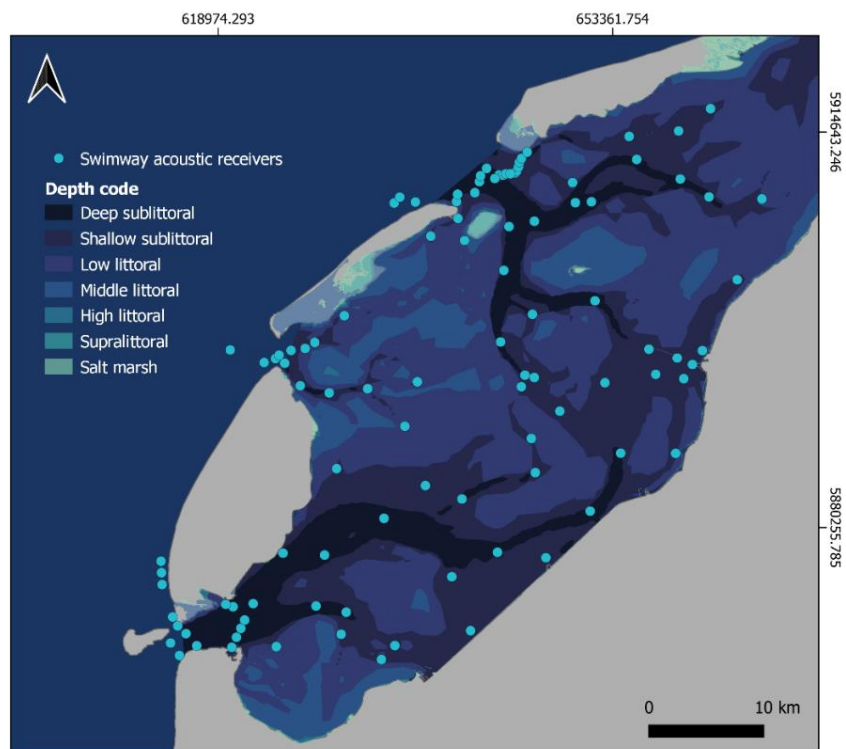 618974.293
653361.754
5914643.246
Swimway acoustic receivers
Depth code
Deep sublittoral
Shallow sublittoral
Low littoral
Middle littoral
High littoral
Supralittoral
Salt marsh
5880255.785
0
10 km